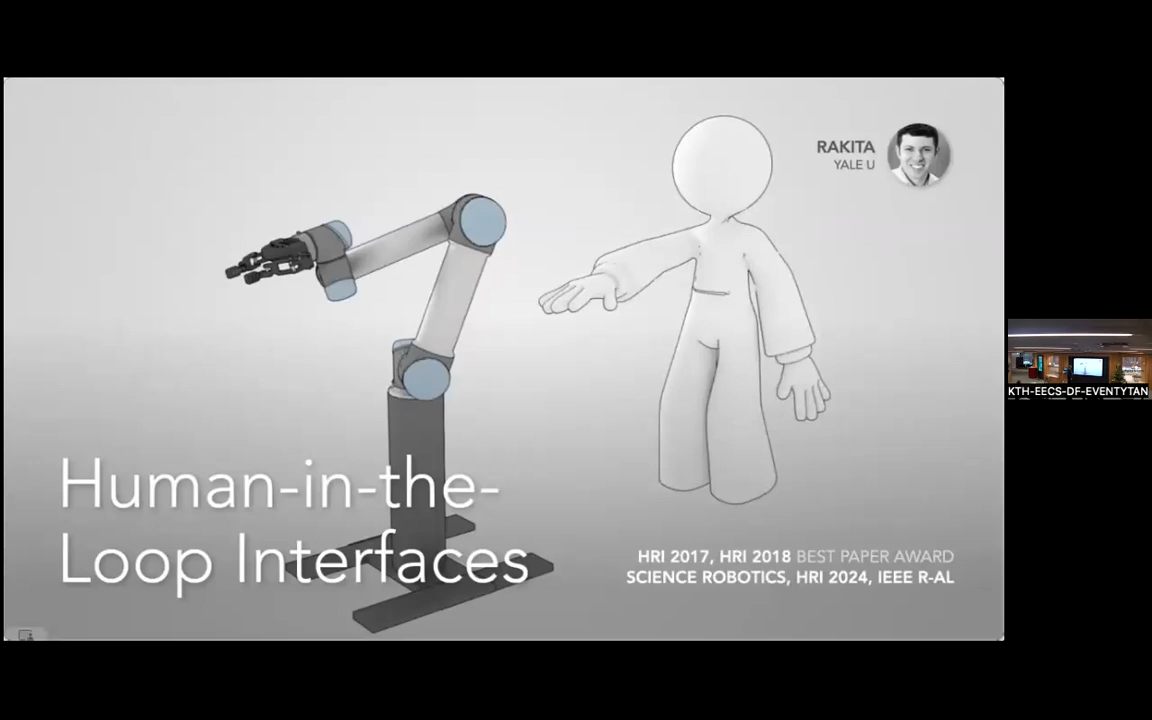 RAKITA
YALE U
KTH-EECS-DF-EVENTYTAN
Human-in-the-
Loop Interfaces
HRI 2017, HRI 2018 BEST PAPER AWARD
SCIENCE ROBOTICS, HRI 2024, IEEE R-AL